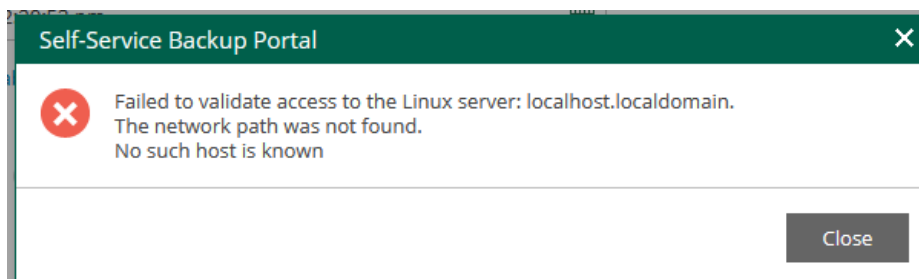 Self-Service Backup Portal
Failed to validate access to the Linux server: localhost.localdomain.
The network path was not found.
No such host is known
Close